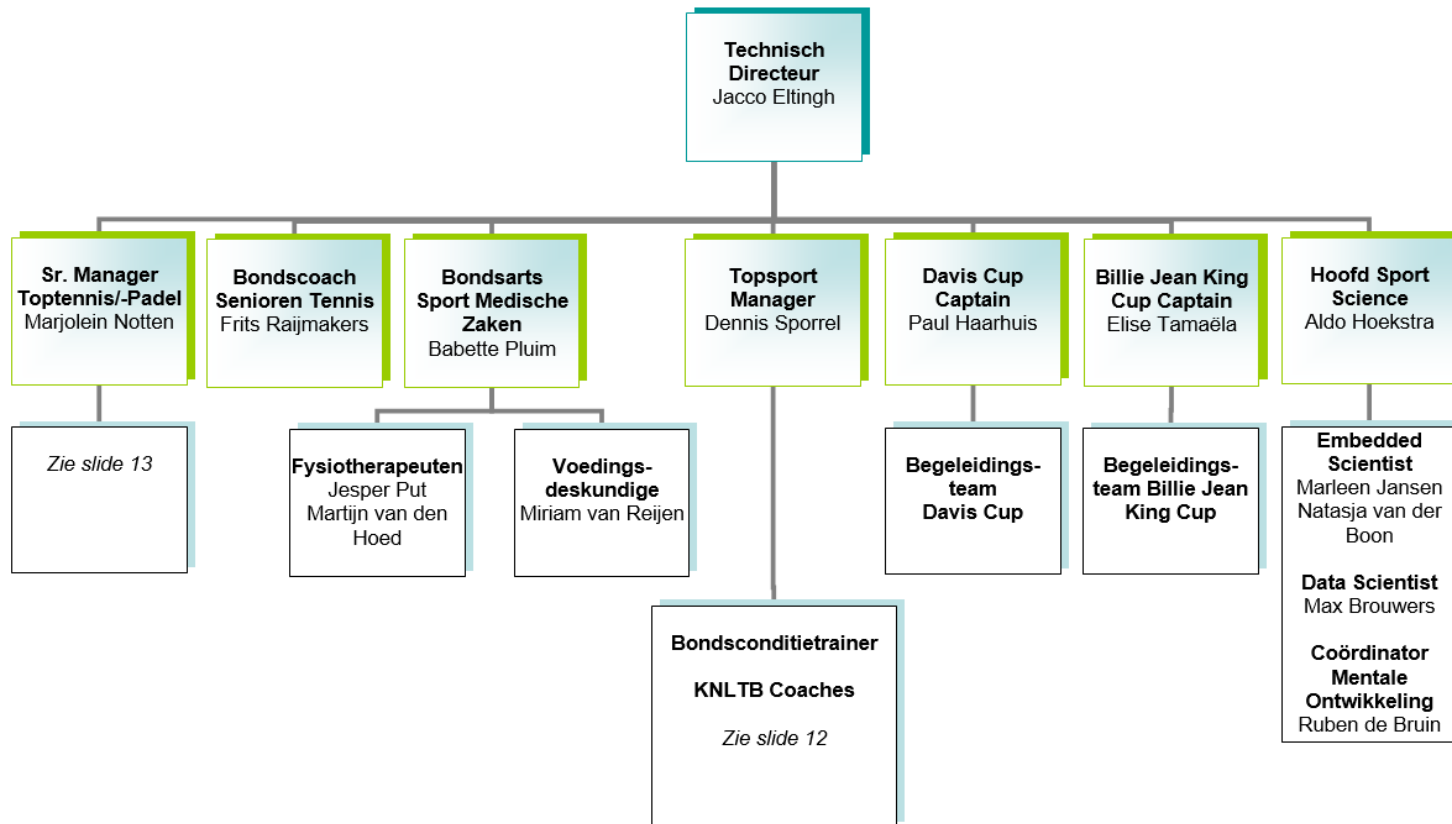 Technisch
Directeur
Jacco Eltingh
Sr. Manager
Toptennis/-Padel
Marjolein Notten
Bondscoach
Senioren Tennis
Frits Raijmakers
Bondsarts
Sport Medische
Zaken
Babette Pluim
Topsport
Manager
Dennis Sporrel
Davis Cup
Captain
Paul Haarhuis
Billie Jean King
Cup Captain
Elise Tamaëla
Hoofd Sport
Science
Aldo Hoekstra
Zie slide 13
Fysiotherapeuten
Jesper Put
Martijn van den
Hoed
Voedings-
deskundige
Miriam van Reijen
Begeleidings-
team
Davis Cup
Begeleidings-
team Billie Jean
King Cup
Embedded
Scientist
Marleen Jansen
Natasja van der
Boon
Data Scientist
Max Brouwers
Coördinator
Mentale
Ontwikkeling
Ruben de Bruin
Bondsconditietrainer
KNLTB Coaches
Zie slide 12